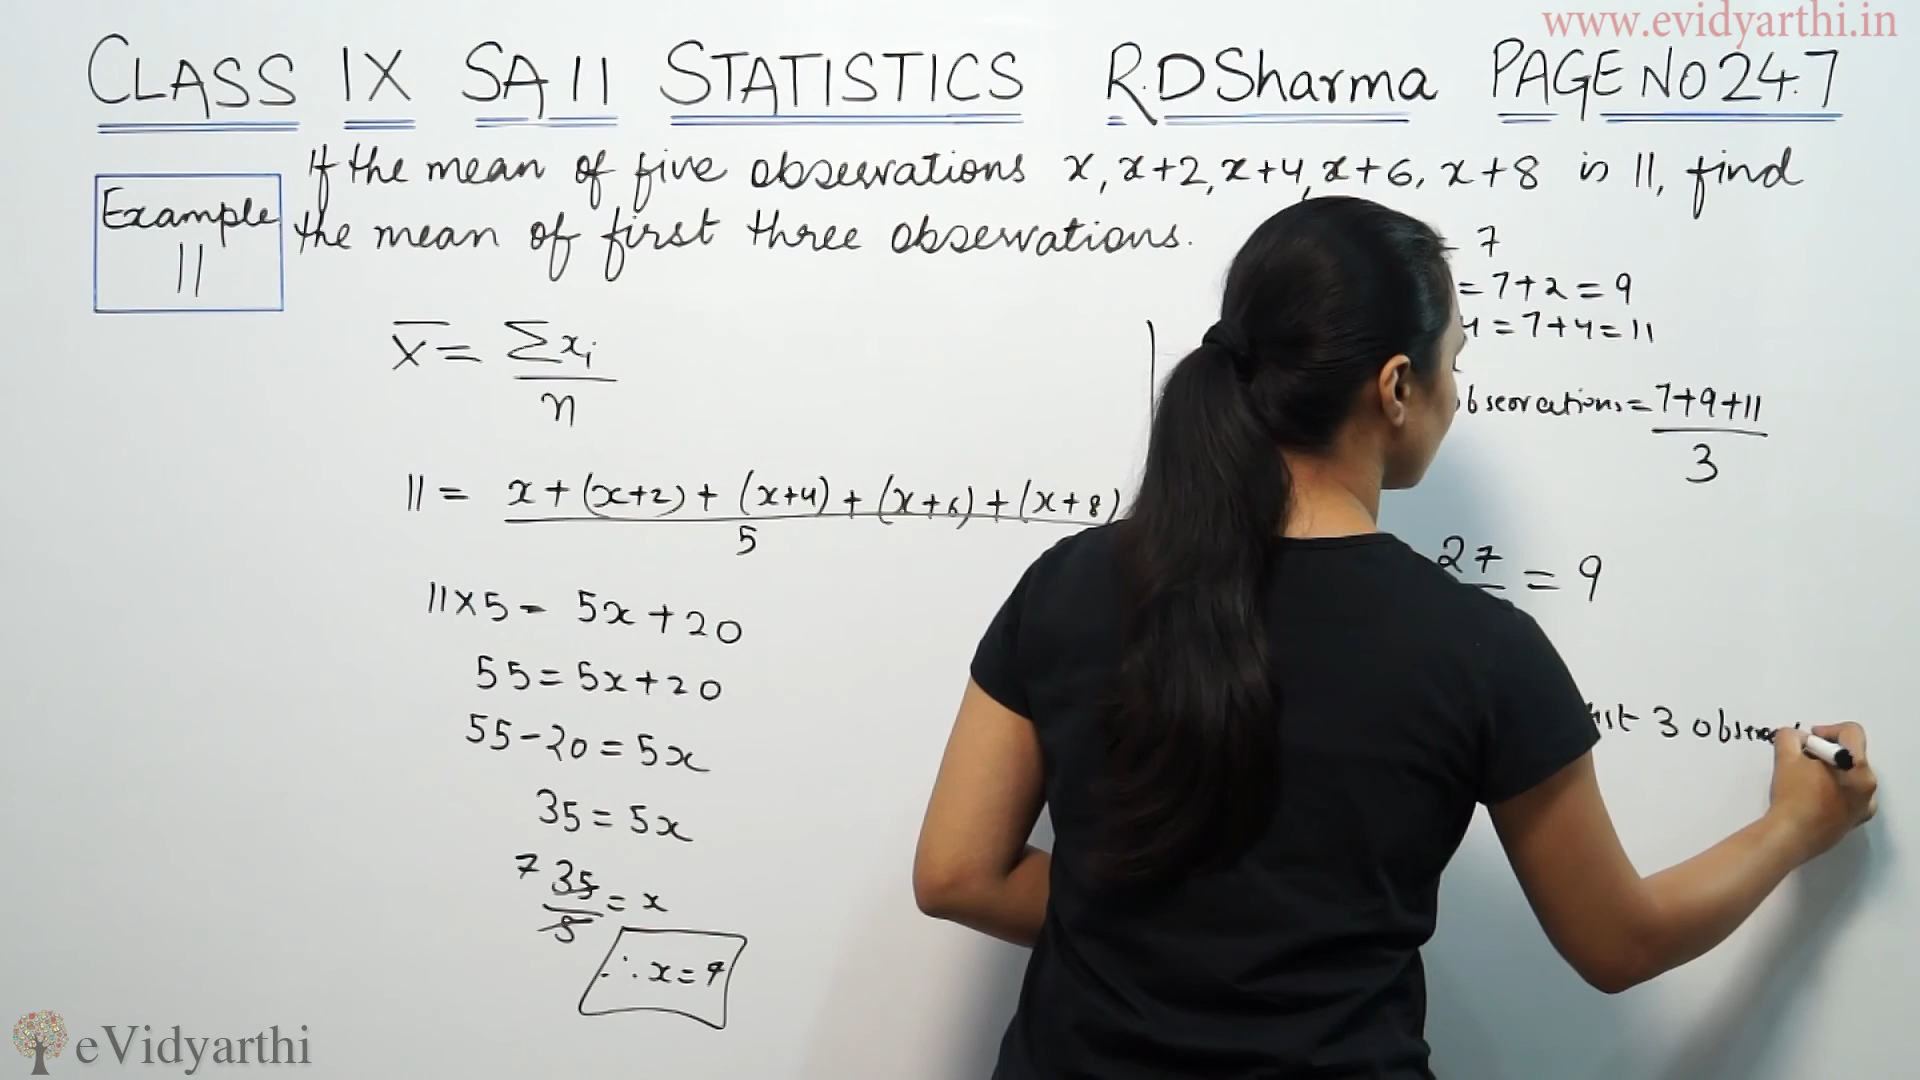 www.evidyarthi.in
CLASS IX SA II STATISTICS R.D Sharma PAGE NO 24.7
Example 11
If the mean of five observations x, x+2, x+4, x+6, x+8 is 11, find
the mean of first three observations.
X̅ = Σxᵢ / n
11 = x + (x+2) + (x+4) + (x+6) + (x+8) / 5
11×5 = 5x + 20
55 = 5x + 20
55 - 20 = 5x
35 = 5x
7 35/5 = x
∴ x = 7
7
= 7+2 = 9
4 = 7+4 = 11
observations = 7+9+11 / 3
27 = 9
3
eVidyarthi